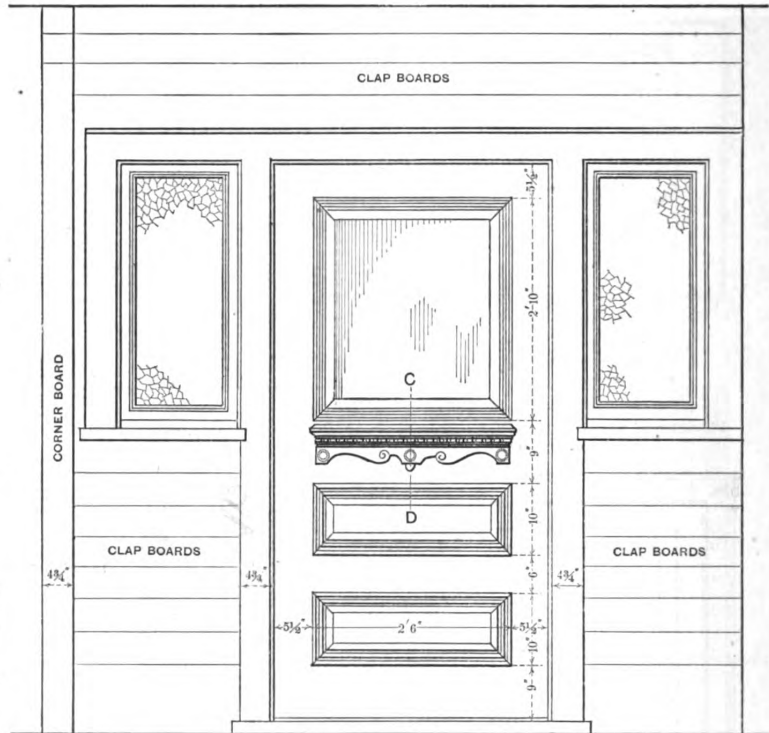 CLAP BOARDS
5½"
2'10"
CORNER BOARD
C
9"
D
10"
CLAP BOARDS
CLAP BOARDS
4¾"
4¾"
6"
4¾"
5½"
2'6"
5½"
10"
9"